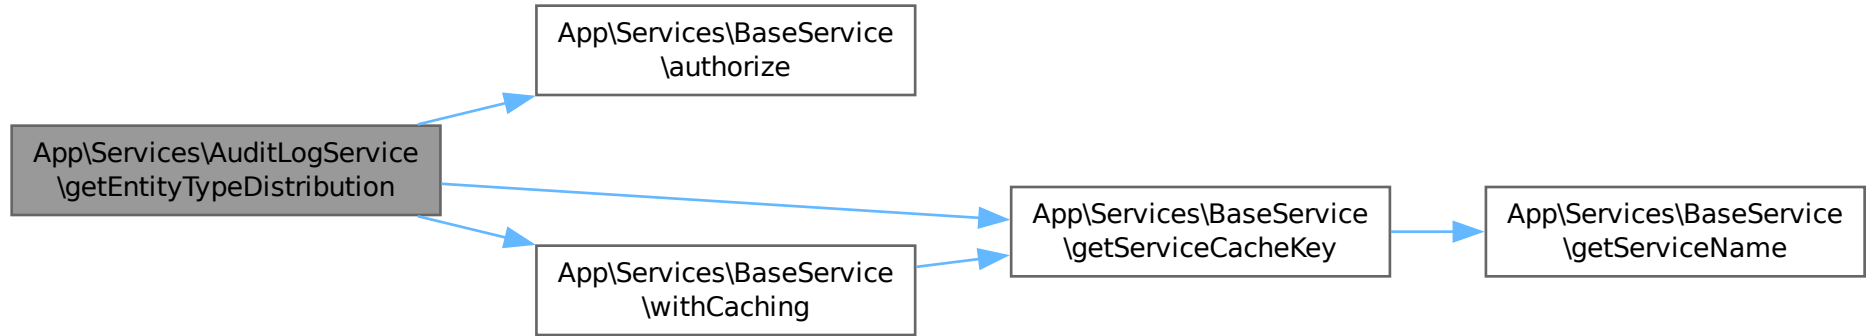 App\Services\BaseService
\authorize
App\Services\AuditLogService
\getEntityTypeDistribution
App\Services\BaseService
\getServiceCacheKey
App\Services\BaseService
\getServiceName
App\Services\BaseService
\withCaching